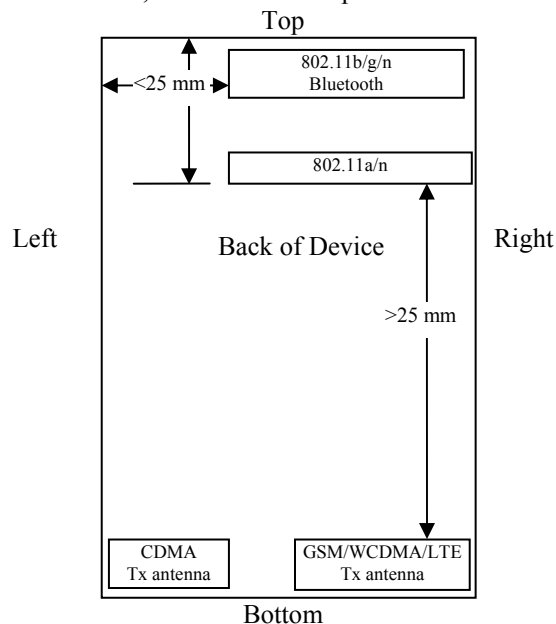 Top
802.11b/g/n
Bluetooth
<25 mm
802.11a/n
Left
Back of Device
Right
>25 mm
CDMA
Tx antenna
GSM/WCDMA/LTE
Tx antenna
Bottom